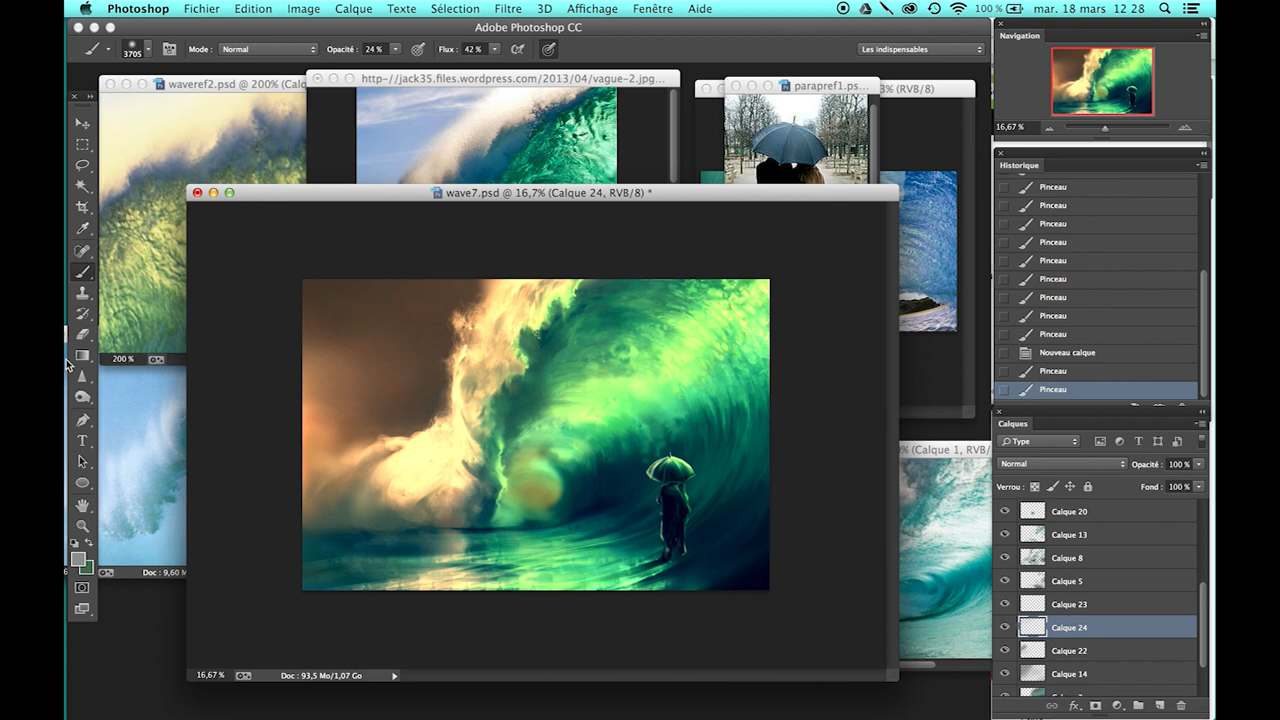 Photoshop Fichier Edition Image Calque Texte Sélection Filtre 3D Affichage Fenêtre Aide 100 % mar. 18 mars 12 28
Adobe Photoshop CC
3705 Mode : Normal Opacité : 24 % Flux : 42 % Les indispensables
Navigation
waveref2.psd @ 200% (Calq
http-//jack35.files.wordpress.com/2013/04/vague-2.jpg...
parapref1.ps...
3% (RVB/8)
16,67 %
Historique
wave7.psd @ 16,7% (Calque 24, RVB/8) *
Pinceau
Pinceau
Pinceau
Pinceau
Pinceau
Pinceau
Pinceau
Pinceau
Pinceau
Nouveau calque
Pinceau
Pinceau
200 %
Calques
Type
% (Calque 1, RVB/
Normal Opacité : 100 %
Verrou : Fond : 100 %
Calque 20
Calque 13
Calque 8
Calque 5
Calque 23
Calque 24
Calque 22
Calque 14
T
Doc : 9,60 M
16,67 % Doc : 93,5 Mo/1,07 Go
fx